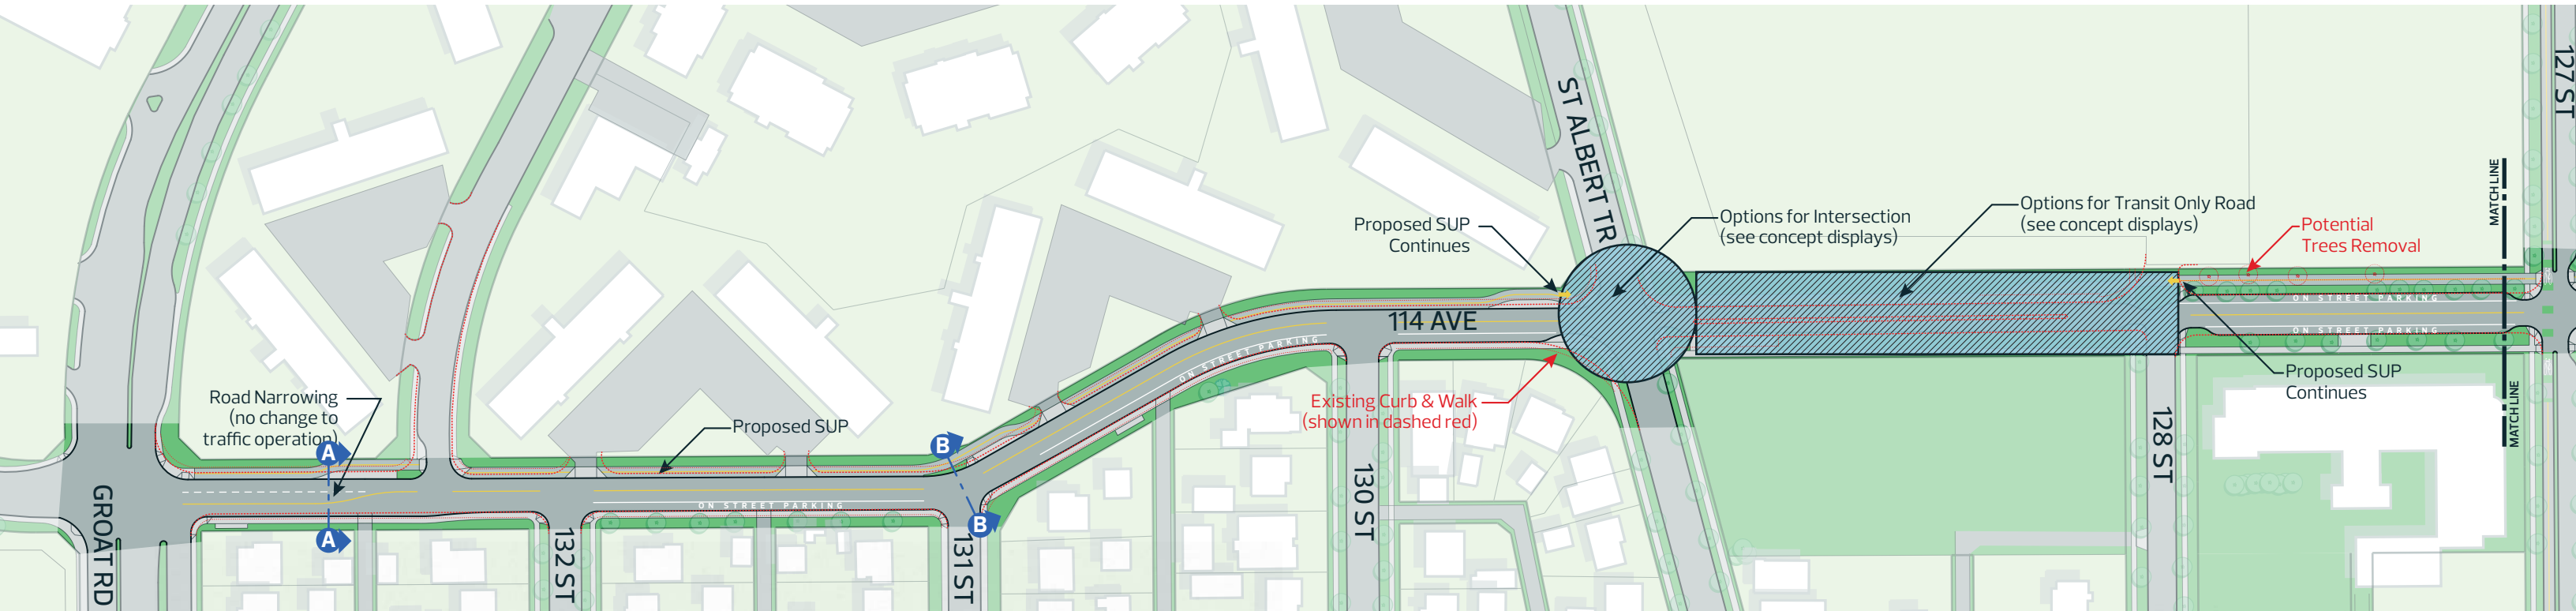 Road Narrowing
(no change to
traffic operation)
A
A
GROAT RD
132 ST
Proposed SUP
ON STREET PARKING
B
B
131 ST
ON STREET PARKING
114 AVE
130 ST
Existing Curb & Walk
(shown in dashed red)
Proposed SUP
Continues
ST ALBERT TR
Options for Intersection
(see concept displays)
Options for Transit Only Road
(see concept displays)
Potential
Trees Removal
ON STREET PARKING
ON STREET PARKING
Proposed SUP
Continues
128 ST
MATCH LINE
MATCH LINE
127 ST